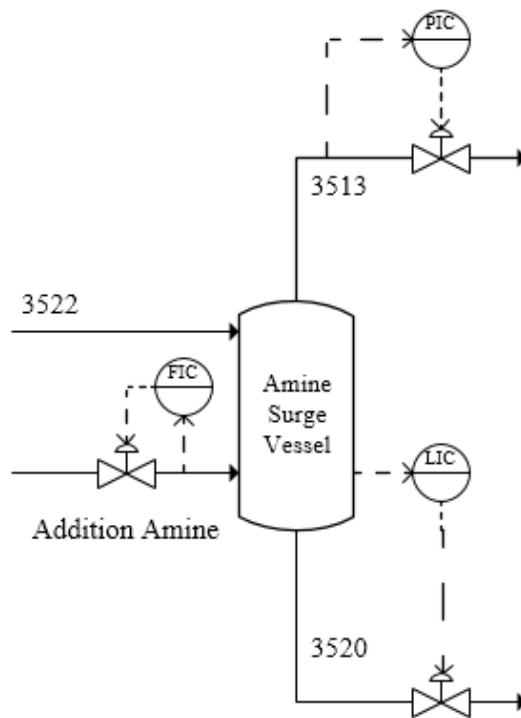 PIC
3513
3522
FIC
Amine
Surge
Vessel
LIC
Addition Amine
3520